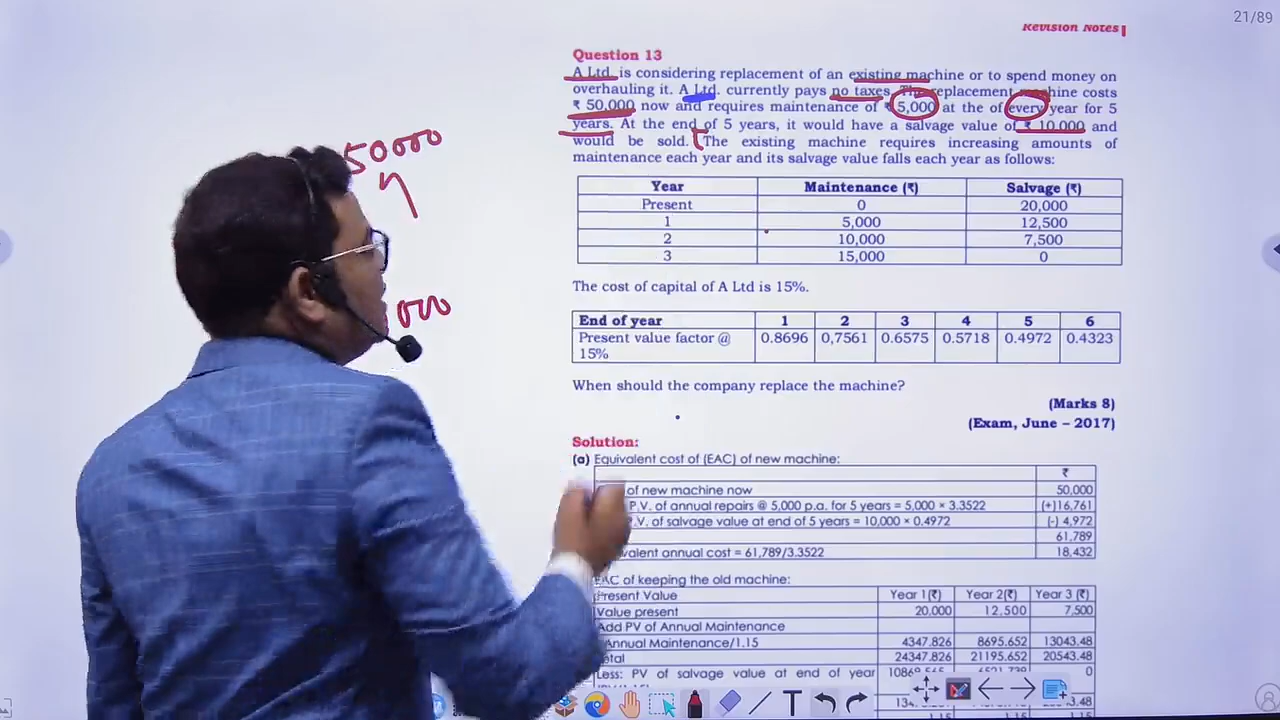 21/89
Revision Notes
Question 13
A Ltd. is considering replacement of an existing machine or to spend money on
overhauling it. A Ltd. currently pays no taxes. The replacement machine costs
₹ 50,000 now and requires maintenance of ₹ 5,000 at the of every year for 5
years. At the end of 5 years, it would have a salvage value of ₹ 10,000 and
would be sold. The existing machine requires increasing amounts of
maintenance each year and its salvage value falls each year as follows:
Year Maintenance (₹) Salvage (₹)
Present 0 20,000
1 5,000 12,500
2 10,000 7,500
3 15,000 0
The cost of capital of A Ltd is 15%.
End of year 1 2 3 4 5 6
Present value factor @ 15% 0.8696 0,7561 0.6575 0.5718 0.4972 0.4323
When should the company replace the machine?
(Marks 8)
(Exam, June – 2017)
Solution:
(a) Equivalent cost of (EAC) of new machine:
₹
of new machine now 50,000
P.V. of annual repairs @ 5,000 p.a. for 5 years = 5,000 × 3.3522 (+)16,761
P.V. of salvage value at end of 5 years = 10,000 × 0.4972 (-) 4,972
61,789
valent annual cost = 61,789/3.3522 18,432
EAC of keeping the old machine:
Present Value Year 1(₹) Year 2(₹) Year 3 (₹)
Value present 20,000 12,500 7,500
Add PV of Annual Maintenance
Annual Maintenance/1.15 4347.826 8695.652 13043.48
Total 24347.826 21195.652 20543.48
Less: PV of salvage value at end of year 0
50000
000
T